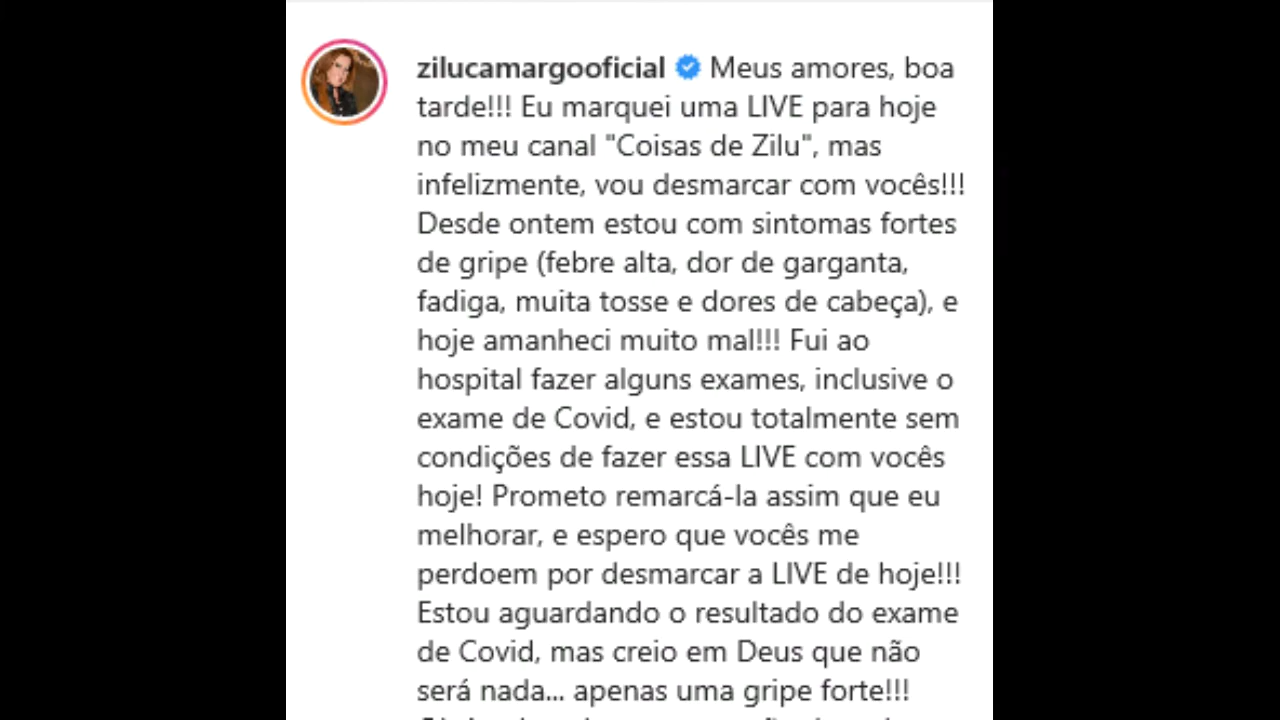 zilucamargooficial Meus amores, boa
tarde!!! Eu marquei uma LIVE para hoje
no meu canal "Coisas de Zilu", mas
infelizmente, vou desmarcar com vocês!!!
Desde ontem estou com sintomas fortes
de gripe (febre alta, dor de garganta,
fadiga, muita tosse e dores de cabeça), e
hoje amanheci muito mal!!! Fui ao
hospital fazer alguns exames, inclusive o
exame de Covid, e estou totalmente sem
condições de fazer essa LIVE com vocês
hoje! Prometo remarcá-la assim que eu
melhorar, e espero que vocês me
perdoem por desmarcar a LIVE de hoje!!!
Estou aguardando o resultado do exame
de Covid, mas creio em Deus que não
será nada... apenas uma gripe forte!!!